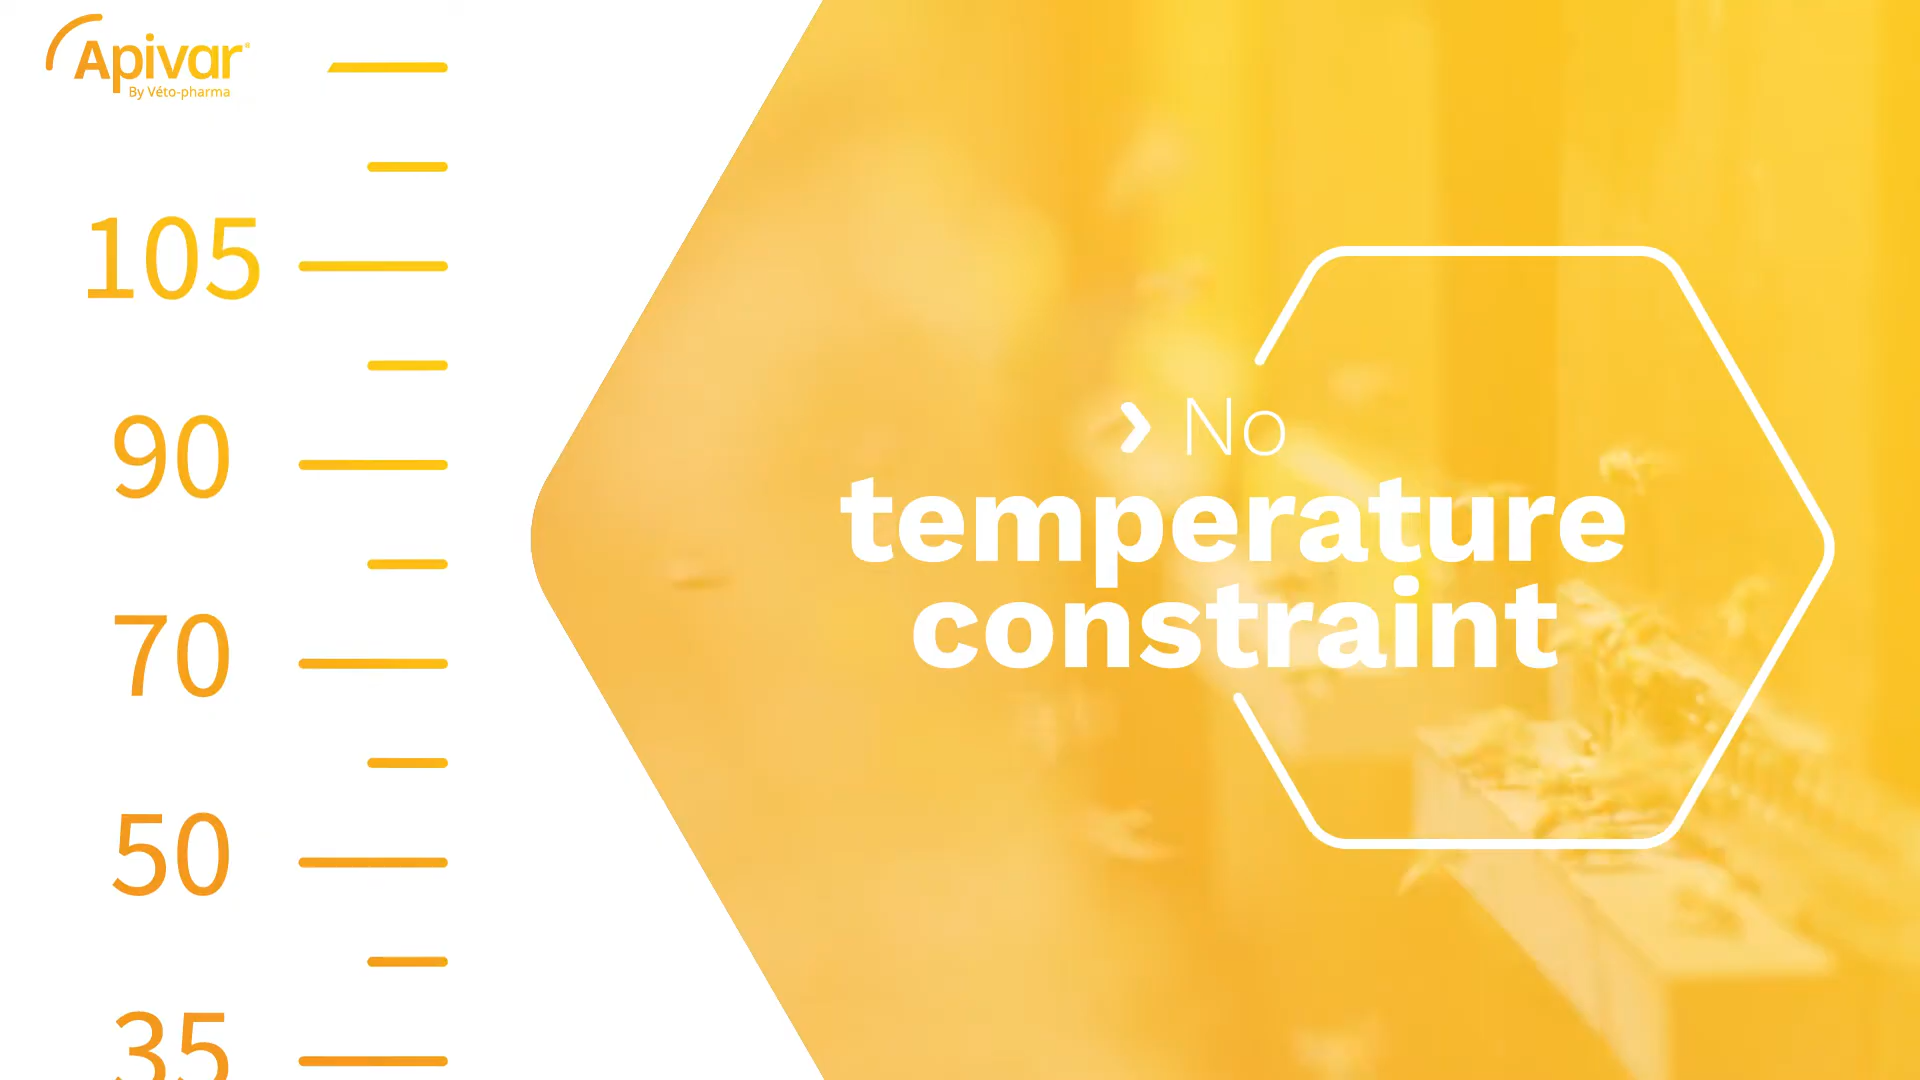 Apivar®
By Véto-pharma
105
90
70
50
35
› No
temperature
constraint